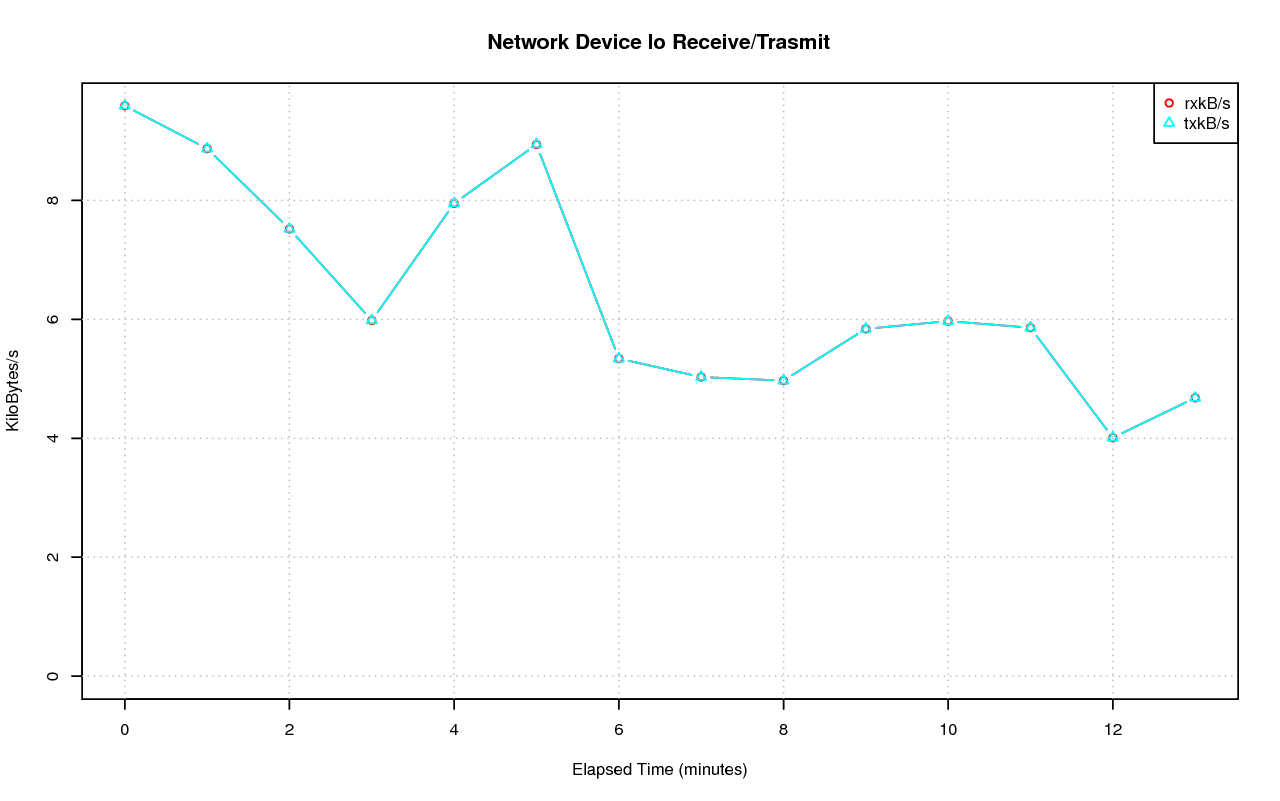 Network Device lo Receive/Trasmit
rxkB/s
txkB/s
KiloBytes/s
8
6
4
2
0
0 2 4 6 8 10 12
Elapsed Time (minutes)